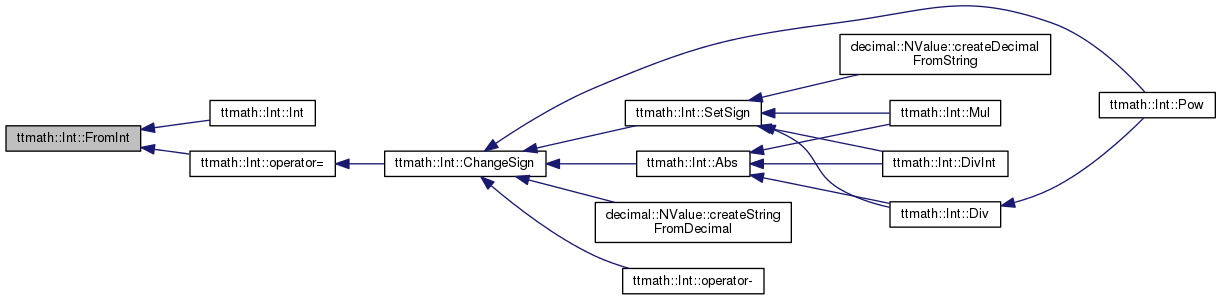 ttmath::Int::FromInt
ttmath::Int::Int
ttmath::Int::operator=
ttmath::Int::ChangeSign
ttmath::Int::SetSign
ttmath::Int::Abs
decimal::NValue::createString
FromDecimal
ttmath::Int::operator-
decimal::NValue::createDecimal
FromString
ttmath::Int::Mul
ttmath::Int::DivInt
ttmath::Int::Div
ttmath::Int::Pow